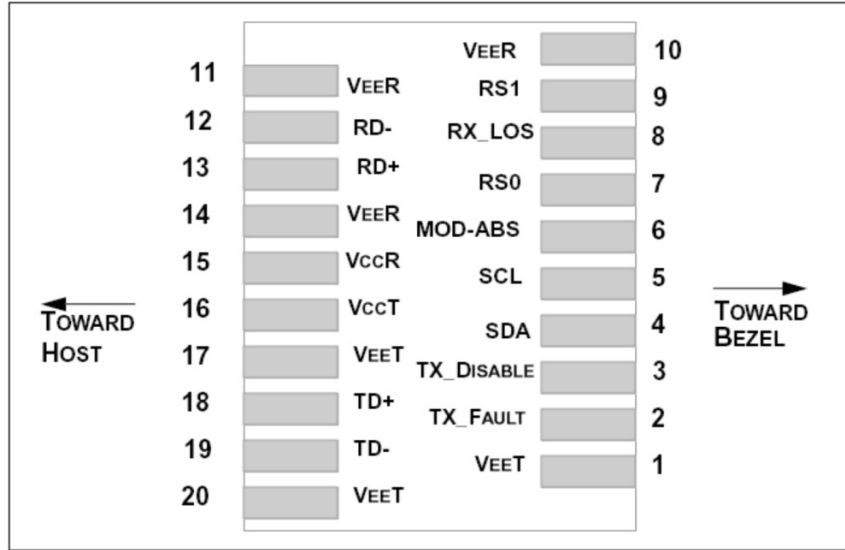 11 VEER
12 RD-
13 RD+
14 VEER
15 VCCR
16 VCCT
17 VEET
18 TD+
19 TD-
20 VEET
VEER 10
RS1 9
RX_LOS 8
RS0 7
MOD-ABS 6
SCL 5
SDA 4
TX_DISABLE 3
TX_FAULT 2
VEET 1
TOWARD
HOST
TOWARD
BEZEL